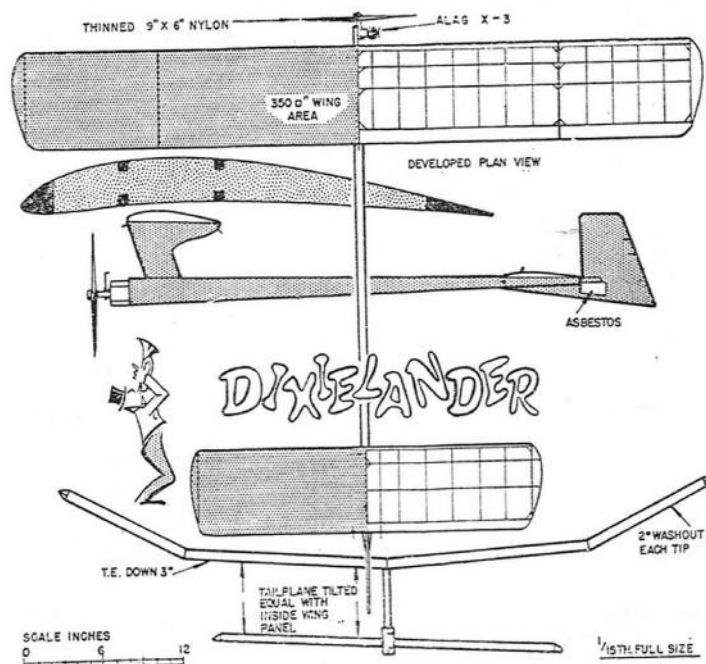 THINNED 9" X 6" NYLON
ALAG X-3
350 □" WING
AREA
DEVELOPED PLAN VIEW
ASBESTOS
DIXIELANDER
2° WASHOUT
EACH TIP
T.E. DOWN 3°
TAILPLANE TILTED
EQUAL WITH
INSIDE WING
PANEL
SCALE INCHES
0 6 12
1/15TH. FULL SIZE